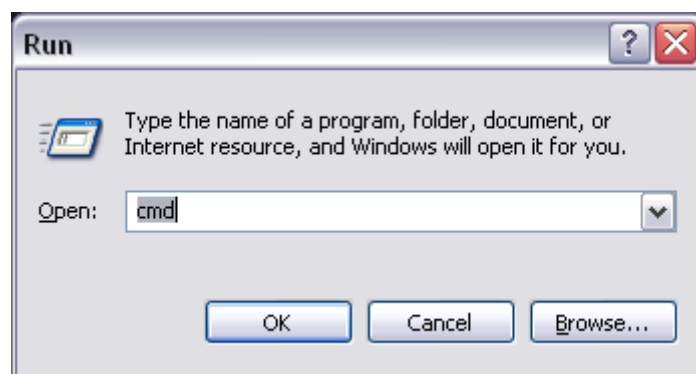 Run
Type the name of a program, folder, document, or
Internet resource, and Windows will open it for you.
Open: cmd
OK Cancel Browse...